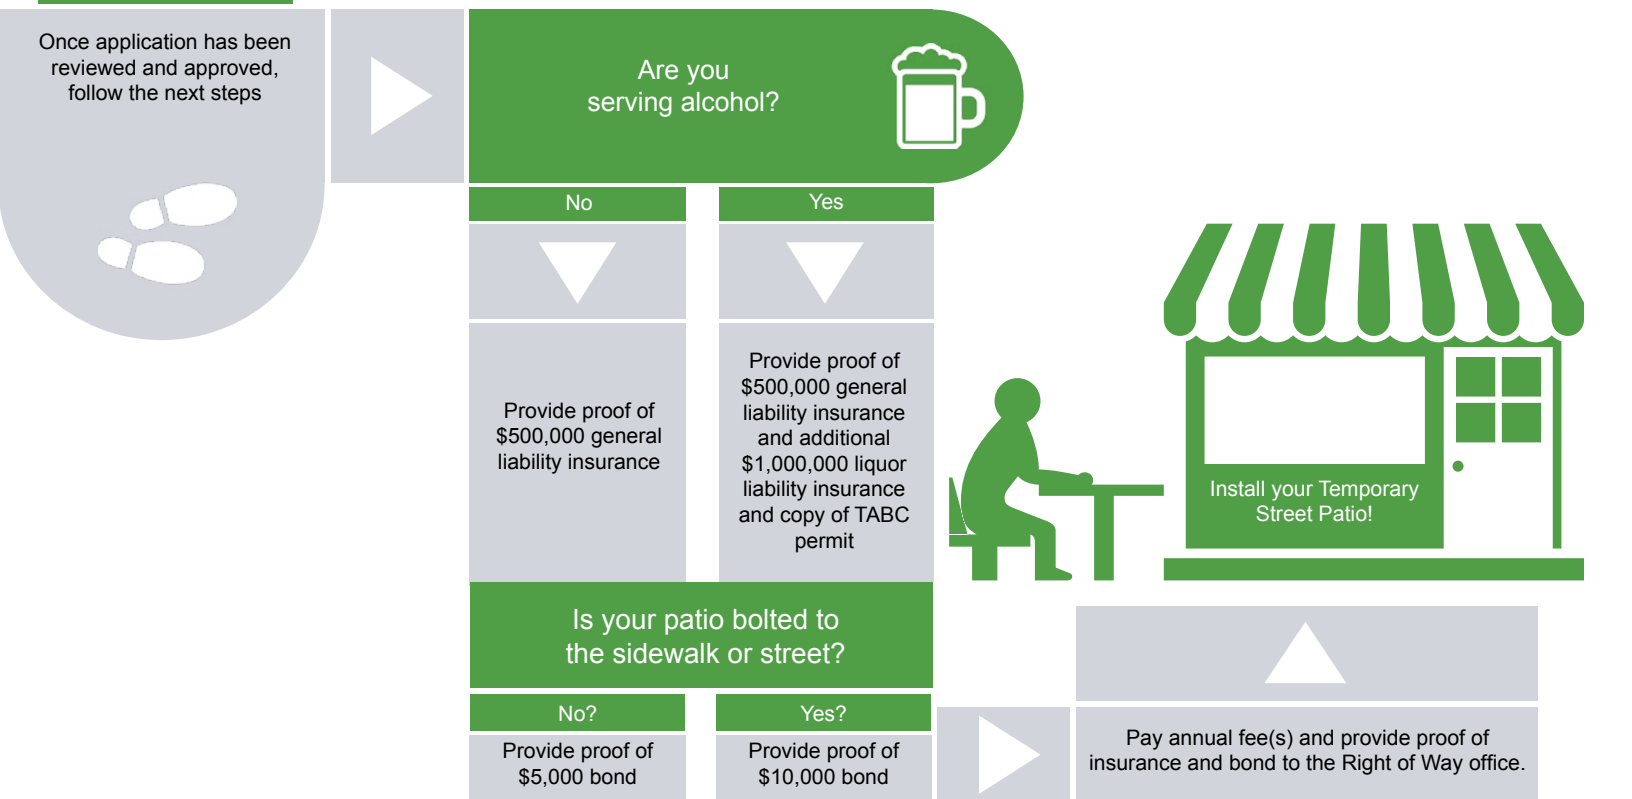 Once application has been
reviewed and approved,
follow the next steps
Are you
serving alcohol?
No
Yes
Provide proof of
$500,000 general
liability insurance
Provide proof of
$500,000 general
liability insurance
and additional
$1,000,000 liquor
liability insurance
and copy of TABC
permit
Is your patio bolted to
the sidewalk or street?
No?
Yes?
Provide proof of
$5,000 bond
Provide proof of
$10,000 bond
Pay annual fee(s) and provide proof of
insurance and bond to the Right of Way office.
Install your Temporary
Street Patio!